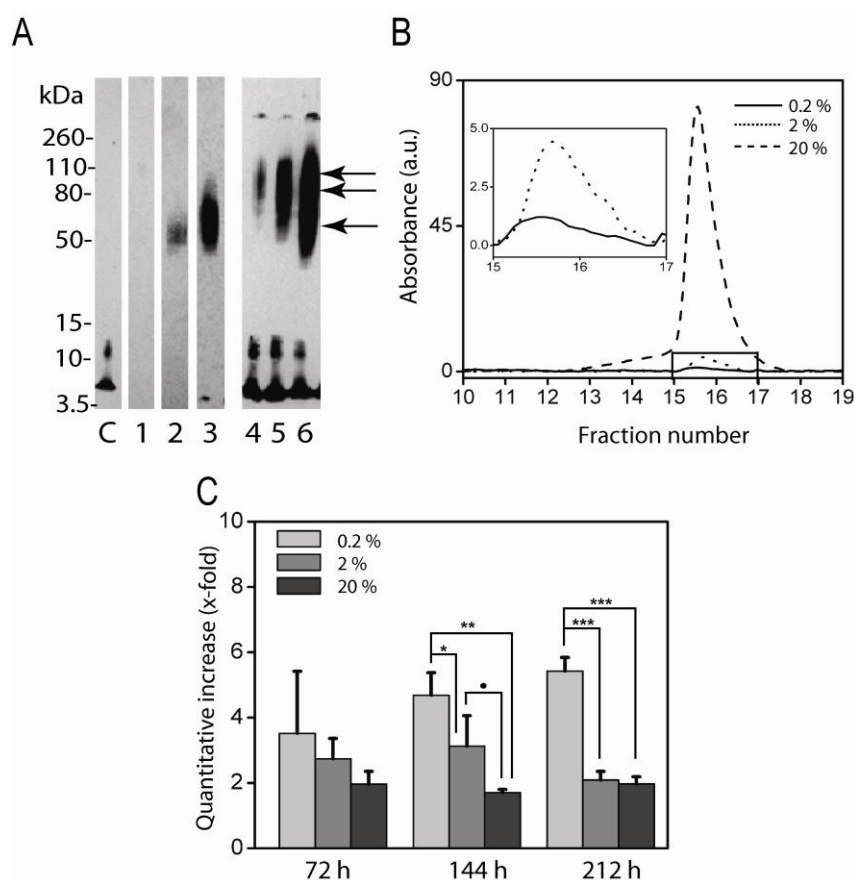 A
kDa
260-
110-
80-
50-
15-
10-
3.5-
C 1 2 3 4 5 6
B
Absorbance (a.u.)
90
45
0
0.2 %
2 %
20 %
5.0
2.5
0.0
15 16 17
10 11 12 13 14 15 16 17 18 19
Fraction number
C
Quantitative increase (x-fold)
10
8
6
4
2
0
0.2 %
2 %
20 %
**
*
•
***
***
72 h 144 h 212 h